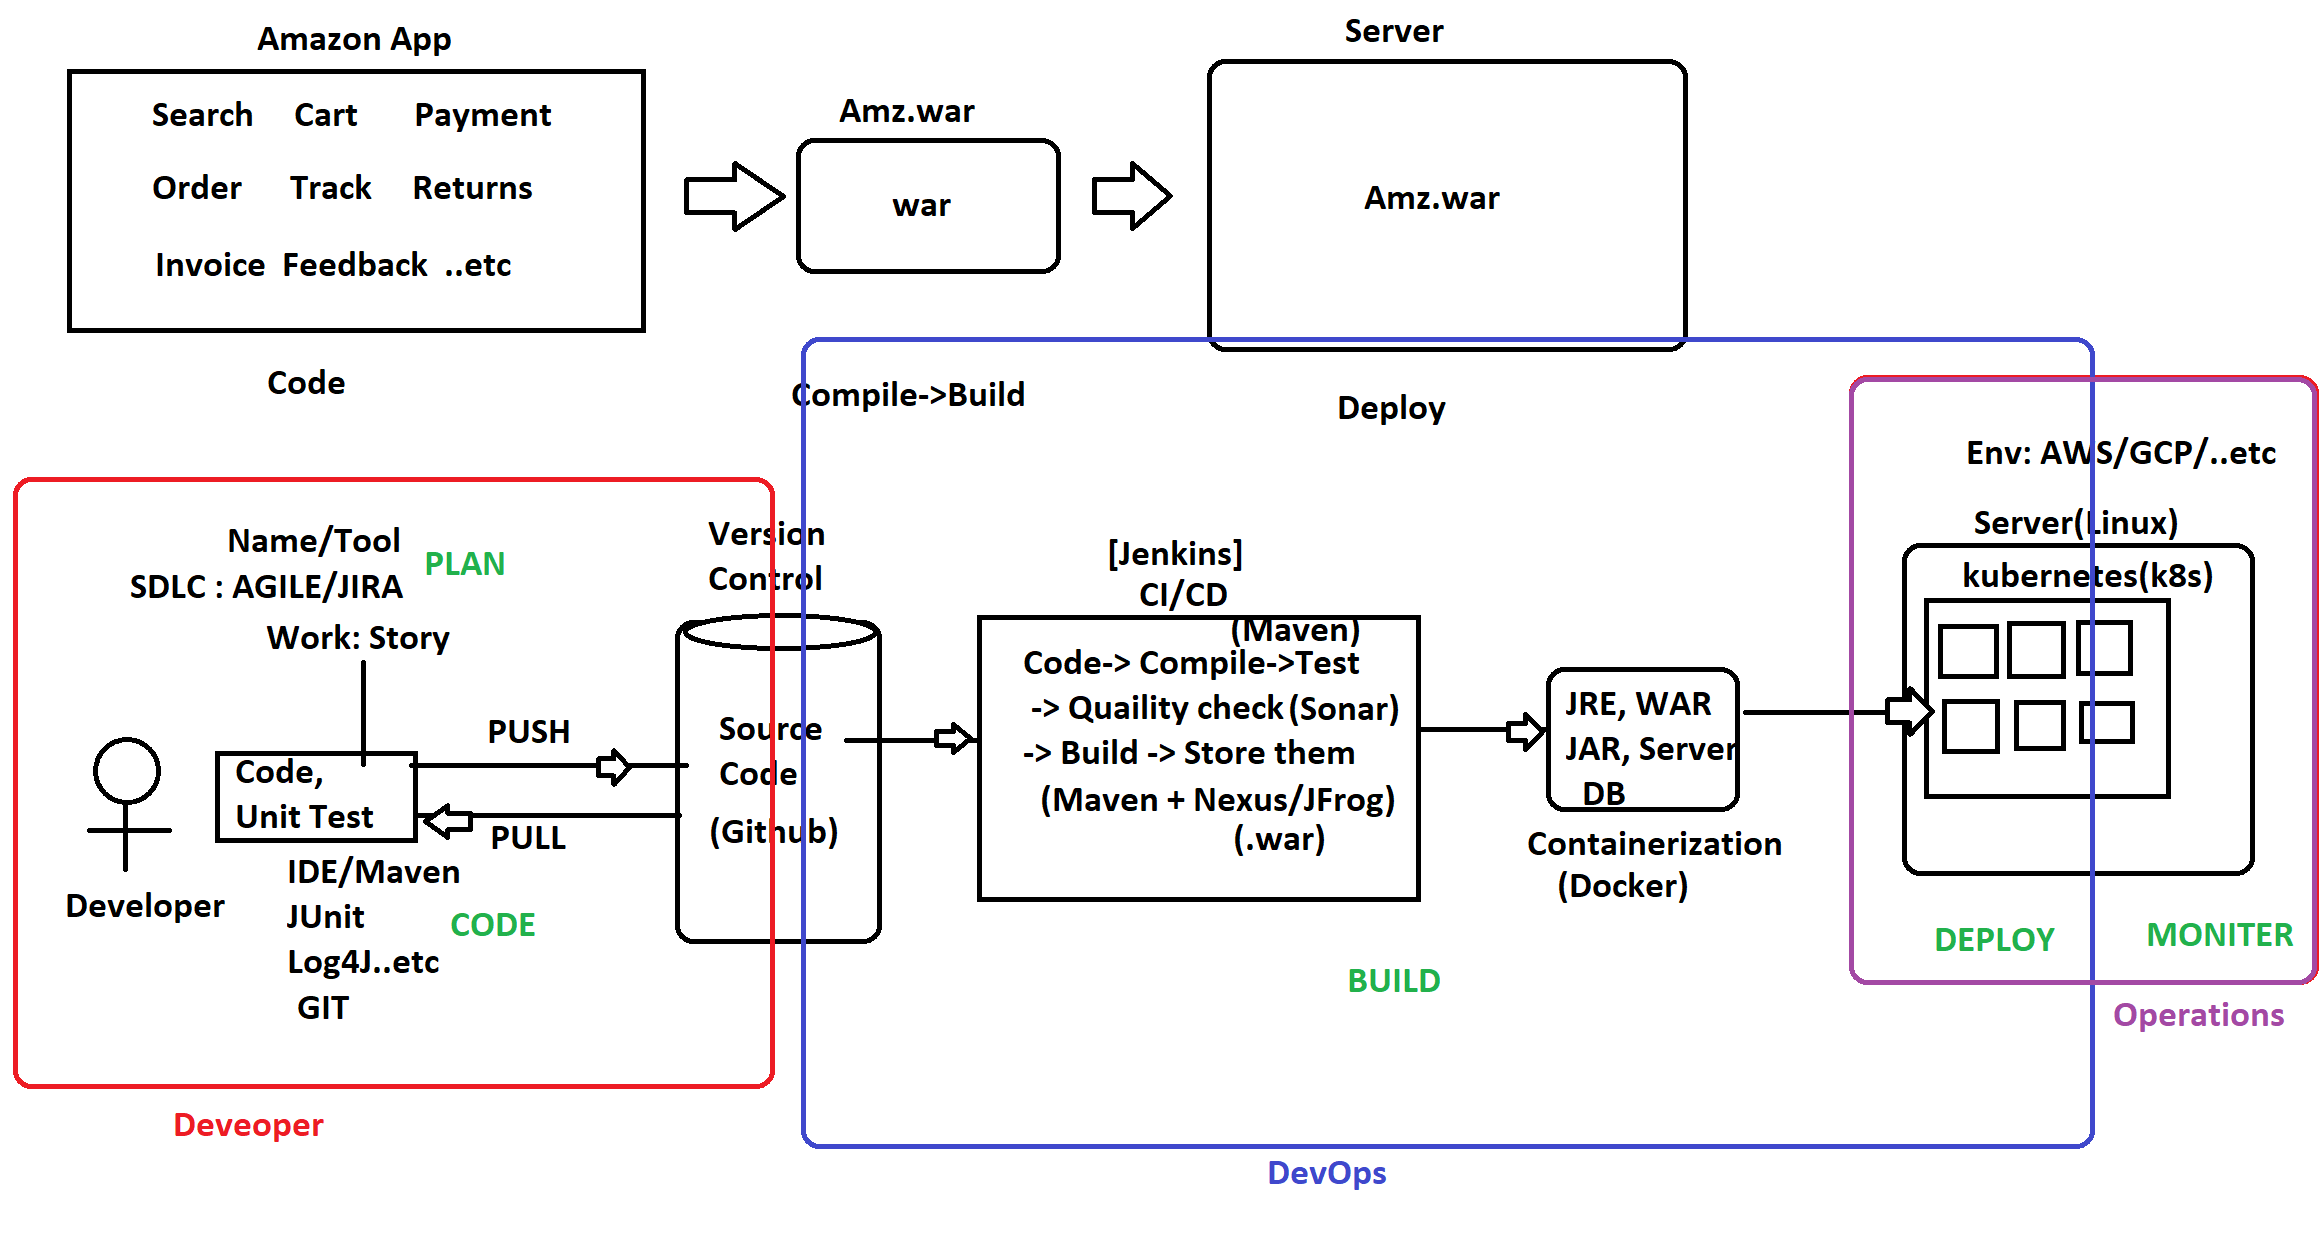 Amazon App
Search Cart Payment
Order Track Returns
Invoice Feedback ..etc
Code
Amz.war
war
Compile->Build
Server
Amz.war
Deploy
Name/Tool
SDLC : AGILE/JIRA
PLAN
Work: Story
Code,
Unit Test
Developer
IDE/Maven
JUnit
Log4J..etc
GIT
CODE
PUSH
PULL
Deveoper
Version
Control
Source
Code
(Github)
[Jenkins]
CI/CD
(Maven)
Code-> Compile->Test
-> Quaility check (Sonar)
-> Build -> Store them
(Maven + Nexus/JFrog)
(.war)
BUILD
JRE, WAR
JAR, Server
DB
Containerization
(Docker)
DevOps
Env: AWS/GCP/..etc
Server(Linux)
kubernetes(k8s)
DEPLOY
MONITER
Operations